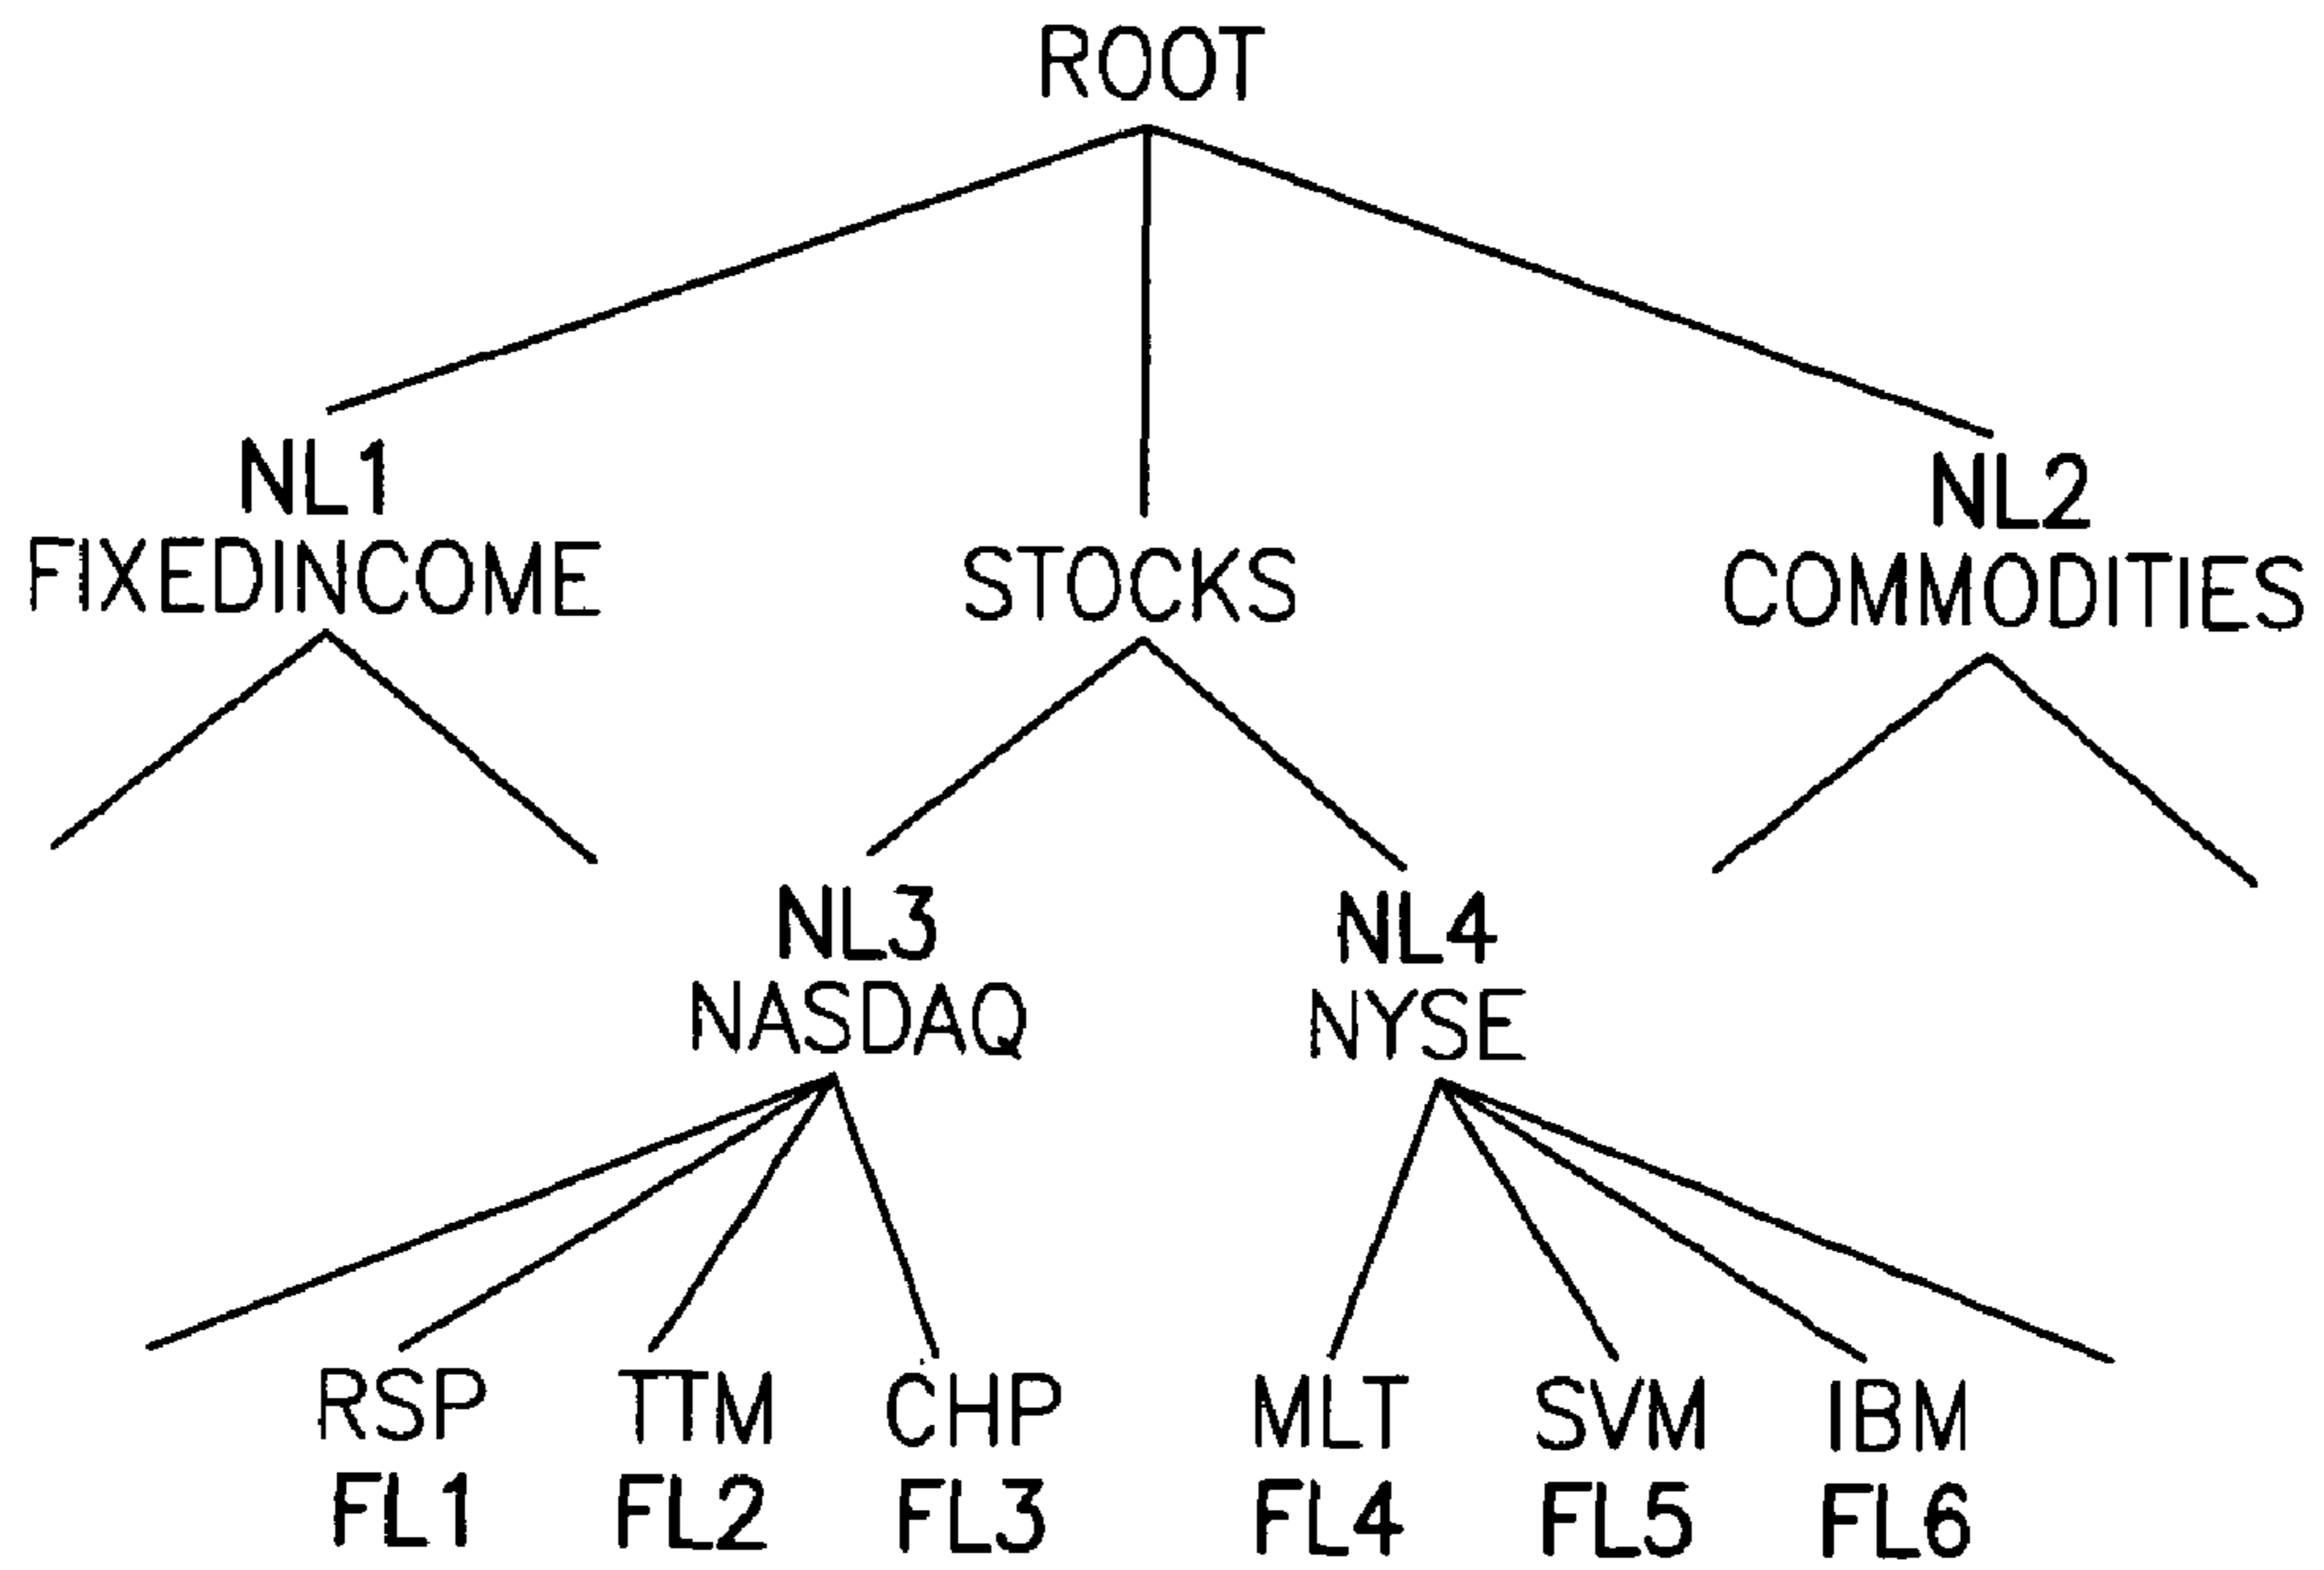 ROOT
NL1
FIXEDINCOME
STOCKS
NL2
COMMODITIES
NL3
NASDAQ
NL4
NYSE
RSP TTM CHP MLT SVM IBM
FL1 FL2 FL3 FL4 FL5 FL6